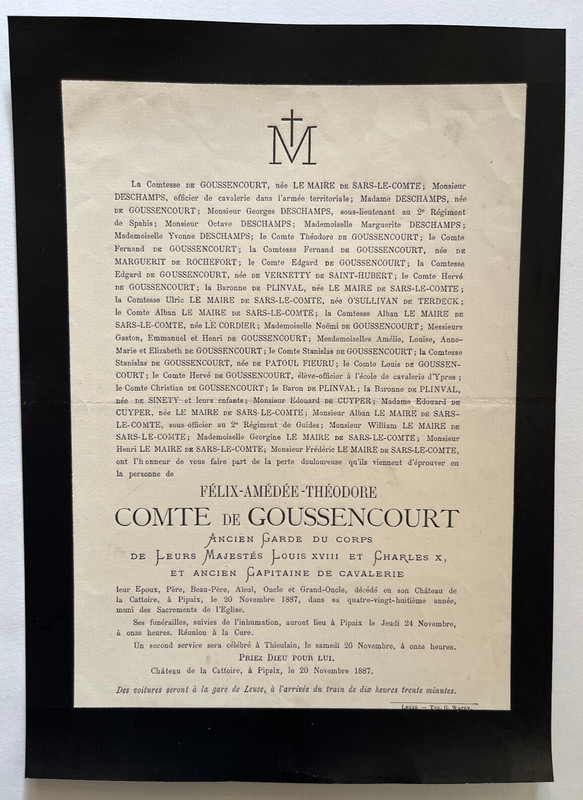 M
La Comtesse DE GOUSSENCOURT, née LE MAIRE DE SARS-LE-COMTE; Monsieur
DESCHAMPS, officier de cavalerie dans l'armée territoriale; Madame DESCHAMPS, née
DE GOUSSENCOURT; Monsieur Georges DESCHAMPS, sous-lieutenant au 2e Régiment
de Spahis; Monsieur Octave DESCHAMPS; Mademoiselle Marguerite DESCHAMPS;
Mademoiselle Yvonne DESCHAMPS; le Comte Théodore DE GOUSSENCOURT; le Comte
Fernand DE GOUSSENCOURT; la Comtesse Fernand DE GOUSSENCOURT, née DE
MARGUERIT DE ROCHEFORT; le Comte Edgard DE GOUSSENCOURT; la Comtesse
Edgard DE GOUSSENCOURT, née DE VERNETTY DE SAINT-HUBERT; le Comte Hervé
DE GOUSSENCOURT; la Baronne DE PLINVAL, née LE MAIRE DE SARS-LE-COMTE;
la Comtesse Ulric LE MAIRE DE SARS-LE-COMTE, née O'SULLIVAN DE TERDECK;
le Comte Alban LE MAIRE DE SARS-LE-COMTE; la Comtesse Alban LE MAIRE DE
SARS-LE-COMTE, née LE CORDIER; Mademoiselle Noëmi DE GOUSSENCOURT; Messieurs
Gaston, Emmanuel et Henri DE GOUSSENCOURT; Mesdemoiselles Amélie, Louise, Anne-
Marie et Elizabeth DE GOUSSENCOURT; le Comte Stanislas DE GOUSSENCOURT; la Comtesse
Stanislas DE GOUSSENCOURT, née DE PATOUL FIEURU; le Comte Louis DE GOUSSEN-
COURT; le Comte Hervé DE GOUSSENCOURT, élève-officier à l'école de cavalerie d'Ypres;
le Comte Christian DE GOUSSENCOURT; le Baron DE PLINVAL; la Baronne DE PLINVAL,
née DE SINETY et leurs enfants; Monsieur Edouard DE CUYPER; Madame Edouard DE
CUYPER, née LE MAIRE DE SARS-LE-COMTE; Monsieur Alban LE MAIRE DE SARS-
LE-COMTE, sous-officier au 2e Régiment de Guides; Monsieur William LE MAIRE DE
SARS-LE-COMTE; Mademoiselle Georgine LE MAIRE DE SARS-LE-COMTE; Monsieur
Henri LE MAIRE DE SARS-LE-COMTE; Monsieur Frédéric LE MAIRE DE SARS-LE-COMTE,
ont l'honneur de vous faire part de la perte douloureuse qu'ils viennent d'éprouver en
la personne de
FÉLIX-AMÉDÉE-THÉODORE
COMTE DE GOUSSENCOURT
ANCIEN GARDE DU CORPS
DE LEURS MAJESTÉS LOUIS XVIII ET CHARLES X,
ET ANCIEN CAPITAINE DE CAVALERIE
leur Epoux, Père, Beau-Père, Aïeul, Oncle et Grand-Oncle, décédé en son Château de
la Cattoire, à Pipaix, le 20 Novembre 1887, dans sa quatre-vingt-huitième année,
muni des Sacrements de l'Eglise.
Ses funérailles, suivies de l'inhumation, auront lieu à Pipaix le Jeudi 24 Novembre,
à onze heures. Réunion à la Cure.
Un second service sera célébré à Thieulain, le samedi 26 Novembre, à onze heures.
PRIEZ DIEU POUR LUI.
Château de la Cattoire, à Pipaix, le 20 Novembre 1887.
Des voitures seront à la gare de Leuze, à l'arrivée du train de dix heures trente minutes.
Leuze — Typ. G. Warny.